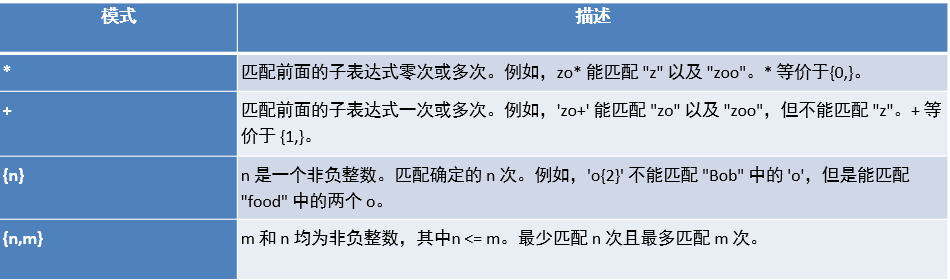 模式 描述
* 匹配前面的子表达式零次或多次。例如，zo* 能匹配 "z" 以及 "zoo"。* 等价于{0,}。
+ 匹配前面的子表达式一次或多次。例如，'zo+' 能匹配 "zo" 以及 "zoo"，但不能匹配 "z"。+ 等
价于 {1,}。
{n} n 是一个非负整数。匹配确定的 n 次。例如，'o{2}' 不能匹配 "Bob" 中的 'o'，但是能匹配
"food" 中的两个 o。
{n,m} m 和 n 均为非负整数，其中n <= m。最少匹配 n 次且最多匹配 m 次。